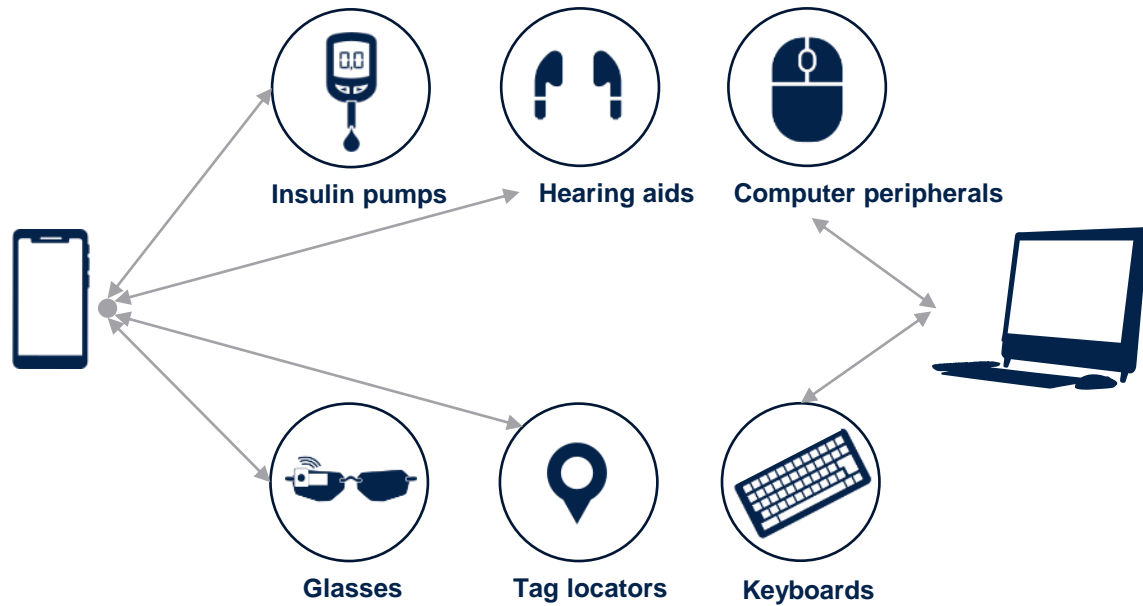 0,0
Insulin pumps
Hearing aids
Computer peripherals
Glasses
Tag locators
Keyboards